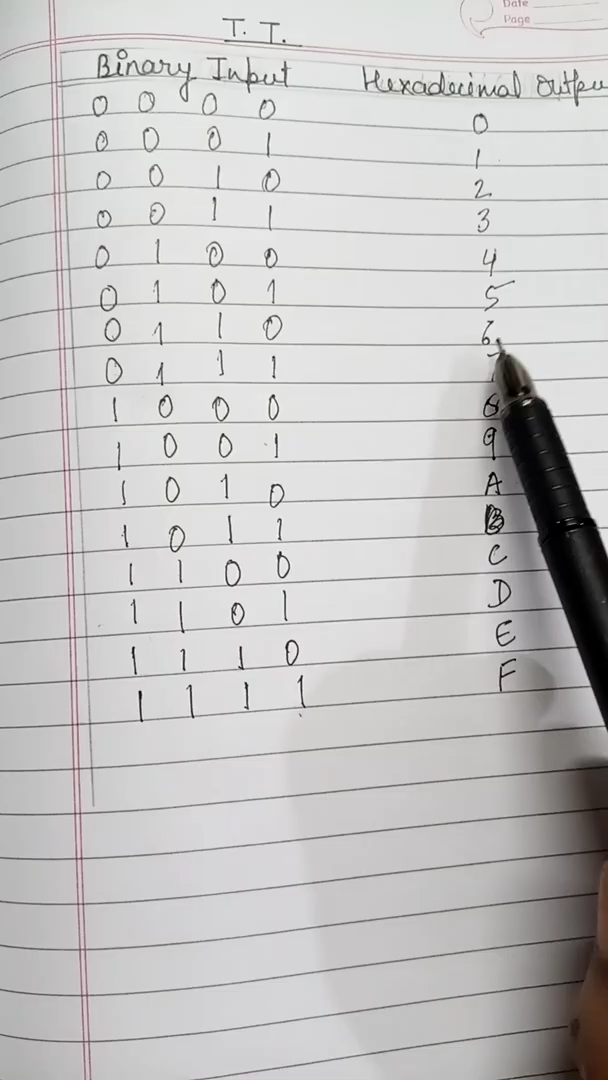 Date
Page
T. T.
Binary Input Hexadecimal Outpu
0 0 0 0 0
0 0 0 1 1
0 0 1 0 2
0 0 1 1 3
0 1 0 0 4
0 1 0 1 5
0 1 1 0 6
0 1 1 1
1 0 0 0 8
1 0 0 1 9
1 0 1 0 A
1 0 1 1 B
1 1 0 0 C
1 1 0 1 D
1 1 1 0 E
1 1 1 1 F